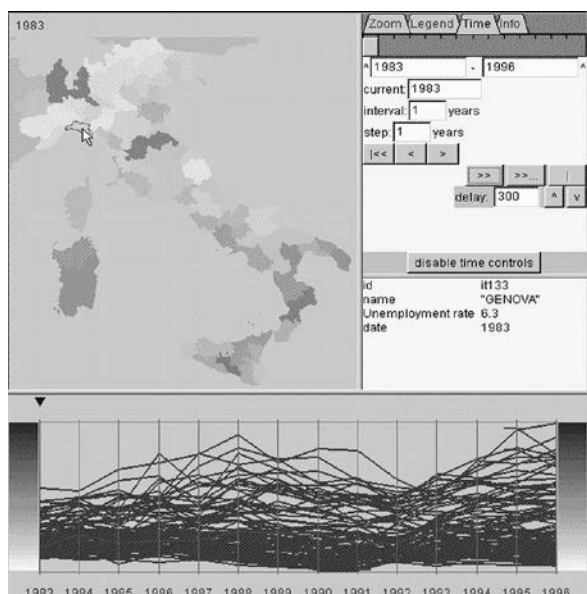 1983
Zoom Legend Time Info
^ 1983 - 1996 ^
current: 1983
interval: 1 years
step: 1 years
|<< < >
>> >>... |
delay: 300 ^ v
disable time controls
id it133
name "GENOVA"
Unemployment rate 6.3
date 1983
1983 1984 1985 1986 1987 1988 1989 1990 1991 1992 1993 1994 1995 1996